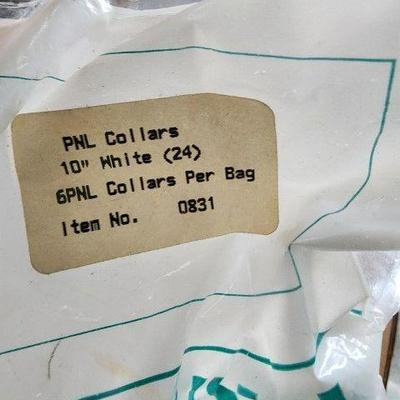 PNL Collars
10" White (24)
6PNL Collars Per Bag
Item No. 0831